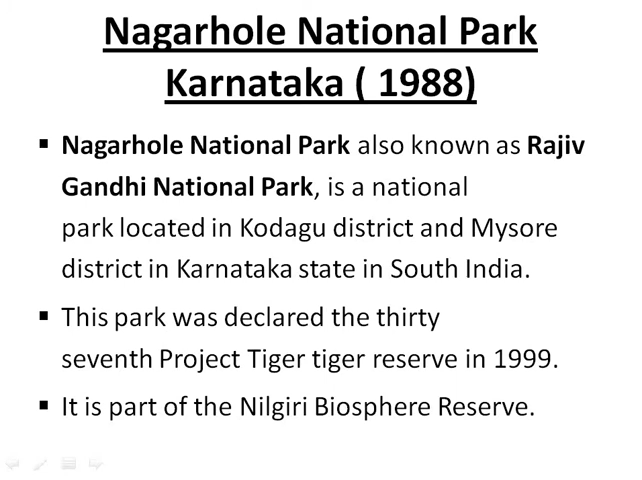 Nagarhole National Park
Karnataka ( 1988)
▪ Nagarhole National Park also known as Rajiv
Gandhi National Park, is a national
park located in Kodagu district and Mysore
district in Karnataka state in South India.
▪ This park was declared the thirty
seventh Project Tiger tiger reserve in 1999.
▪ It is part of the Nilgiri Biosphere Reserve.